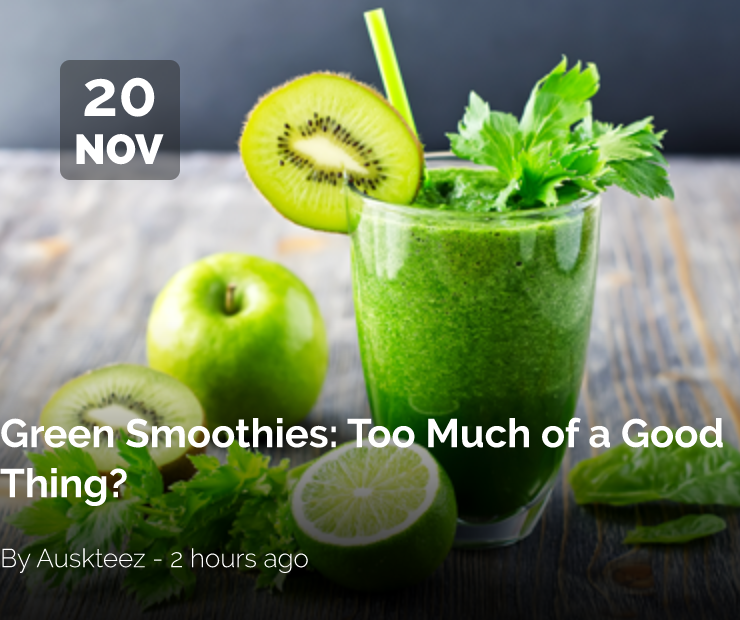 20
NOV
Green Smoothies: Too Much of a Good
Thing?
By Auskteez - 2 hours ago